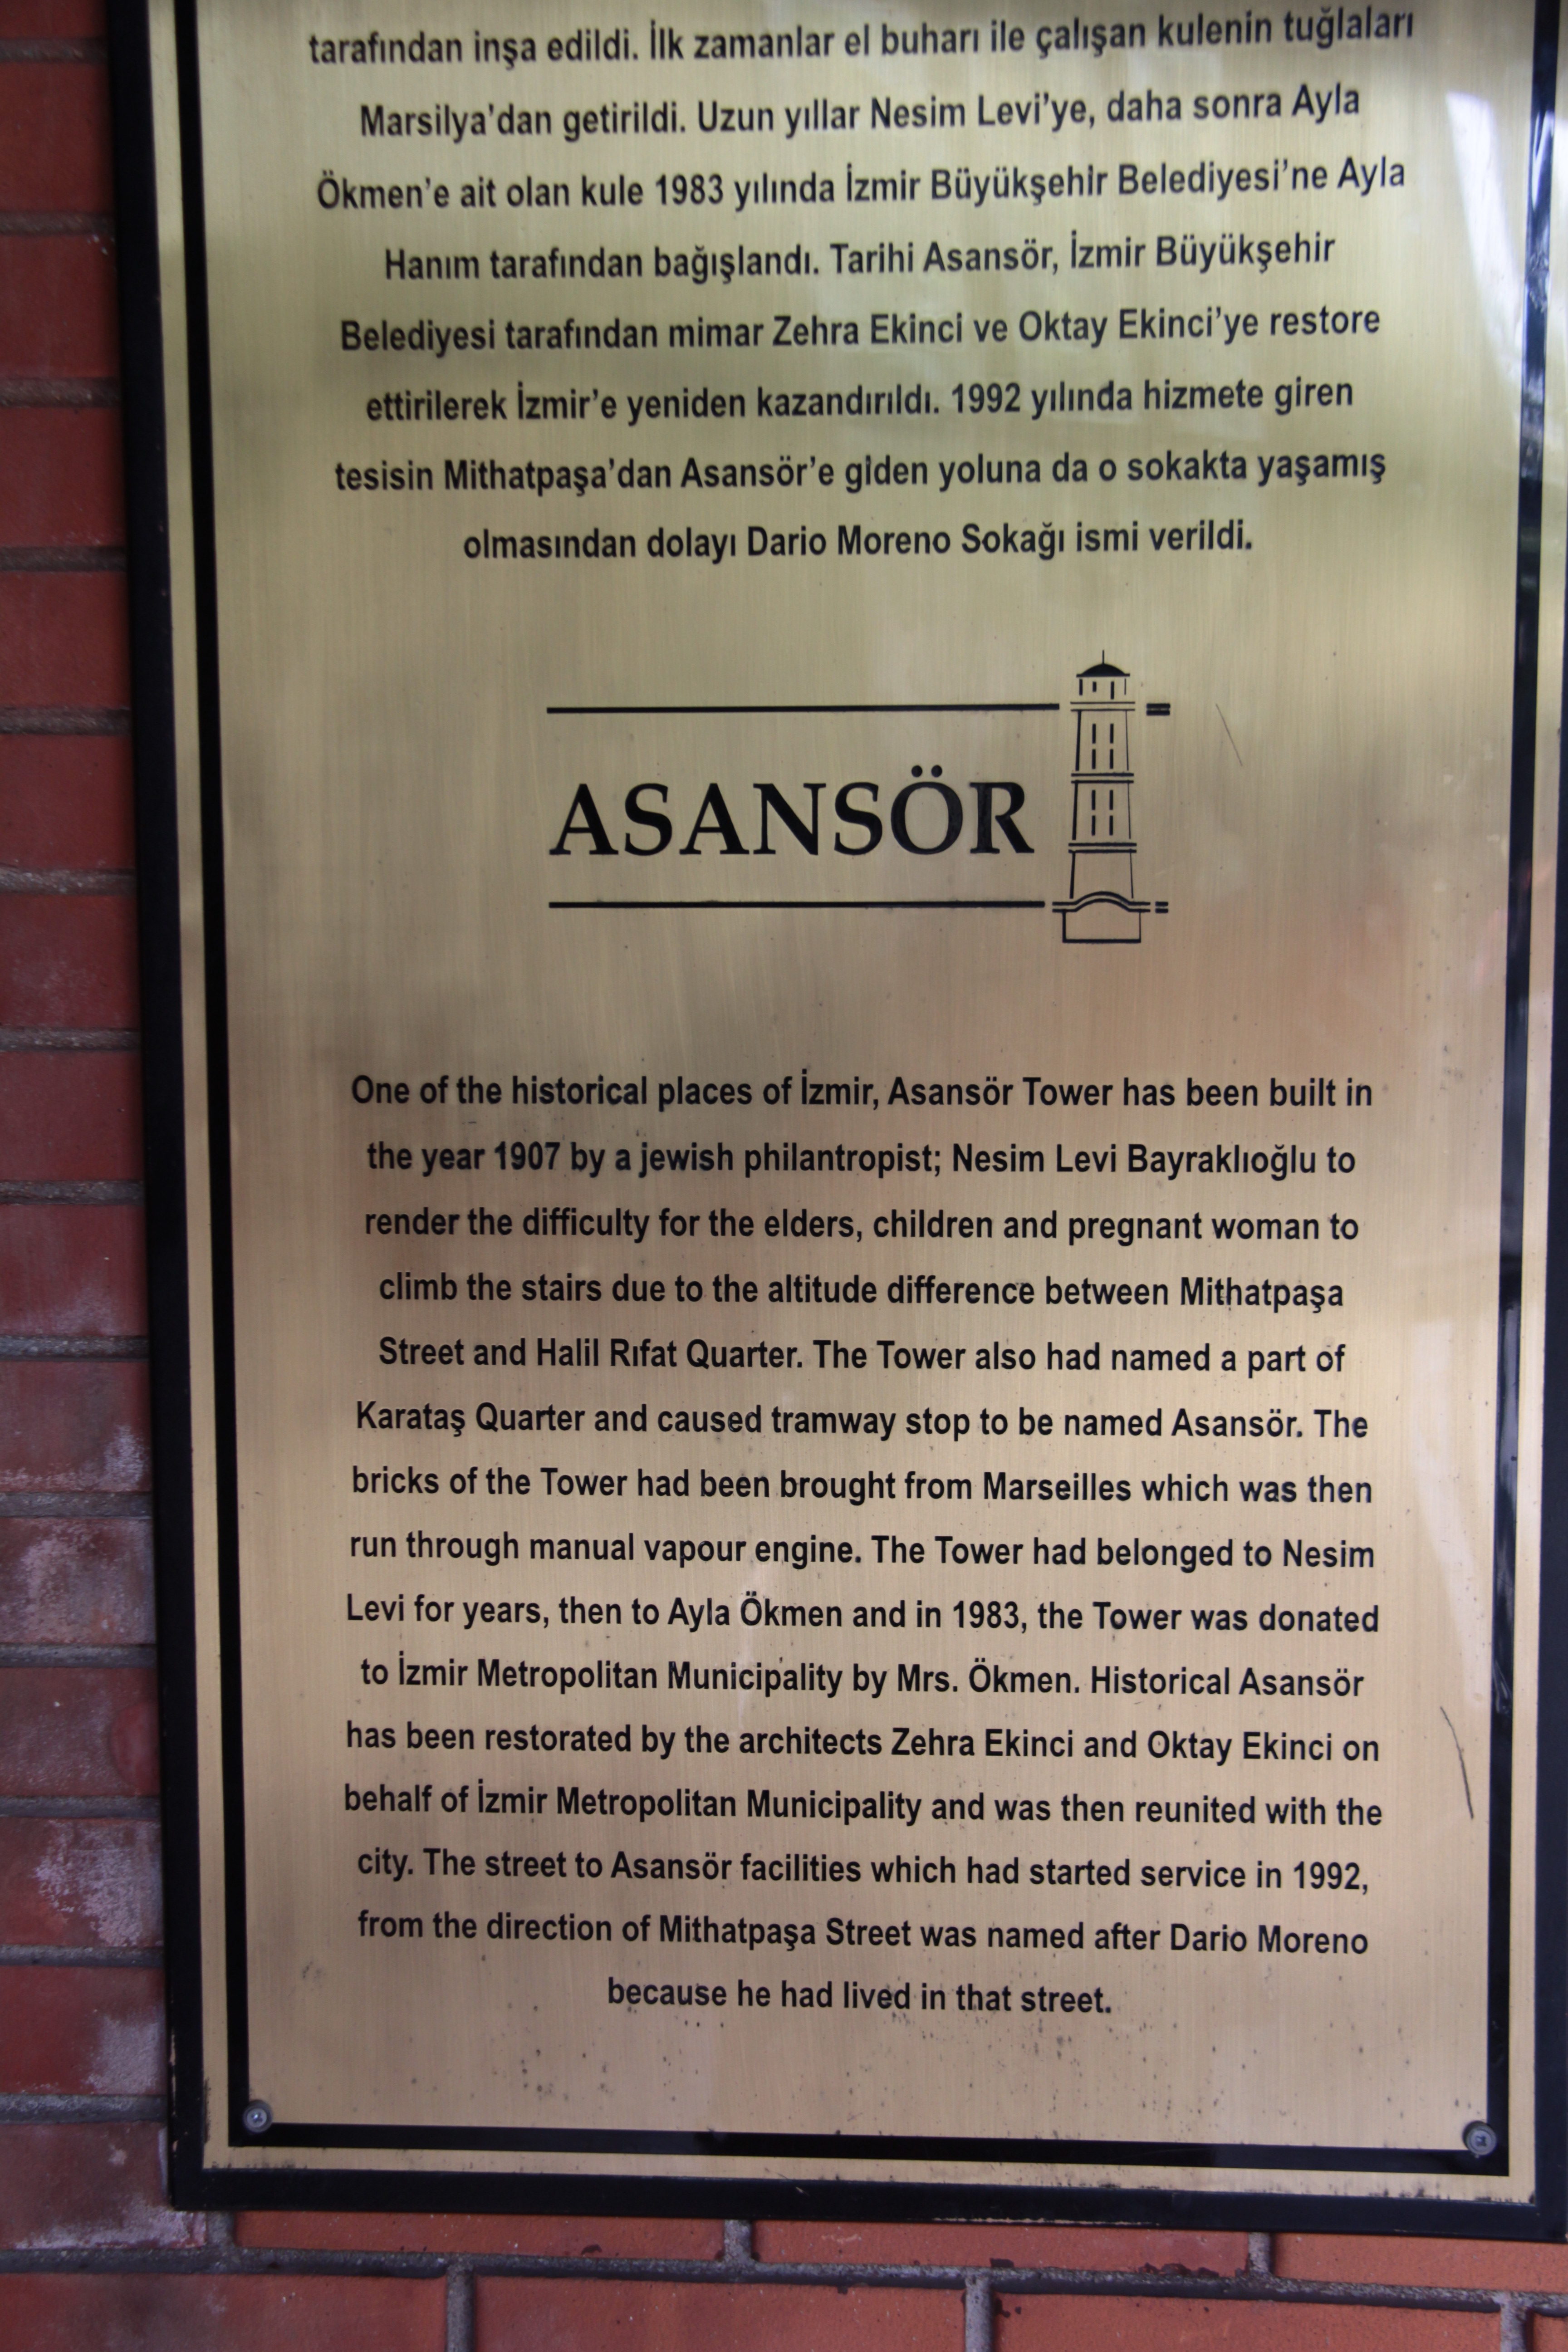 tarafından inşa edildi. İlk zamanlar el buharı ile çalışan kulenin tuğlaları
Marsilya'dan getirildi. Uzun yıllar Nesim Levi'ye, daha sonra Ayla
Ökmen'e ait olan kule 1983 yılında İzmir Büyükşehir Belediyesi'ne Ayla
Hanım tarafından bağışlandı. Tarihi Asansör, İzmir Büyükşehir
Belediyesi tarafından mimar Zehra Ekinci ve Oktay Ekinci'ye restore
ettirilerek İzmir'e yeniden kazandırıldı. 1992 yılında hizmete giren
tesisin Mithatpaşa'dan Asansör'e giden yoluna da o sokakta yaşamış
olmasından dolayı Dario Moreno Sokağı ismi verildi.
ASANSÖR
One of the historical places of İzmir, Asansör Tower has been built in
the year 1907 by a jewish philantropist; Nesim Levi Bayraklıoğlu to
render the difficulty for the elders, children and pregnant woman to
climb the stairs due to the altitude difference between Mithatpaşa
Street and Halil Rıfat Quarter. The Tower also had named a part of
Karataş Quarter and caused tramway stop to be named Asansör. The
bricks of the Tower had been brought from Marseilles which was then
run through manual vapour engine. The Tower had belonged to Nesim
Levi for years, then to Ayla Ökmen and in 1983, the Tower was donated
to İzmir Metropolitan Municipality by Mrs. Ökmen. Historical Asansör
has been restorated by the architects Zehra Ekinci and Oktay Ekinci on
behalf of İzmir Metropolitan Municipality and was then reunited with the
city. The street to Asansör facilities which had started service in 1992,
from the direction of Mithatpaşa Street was named after Dario Moreno
because he had lived in that street.